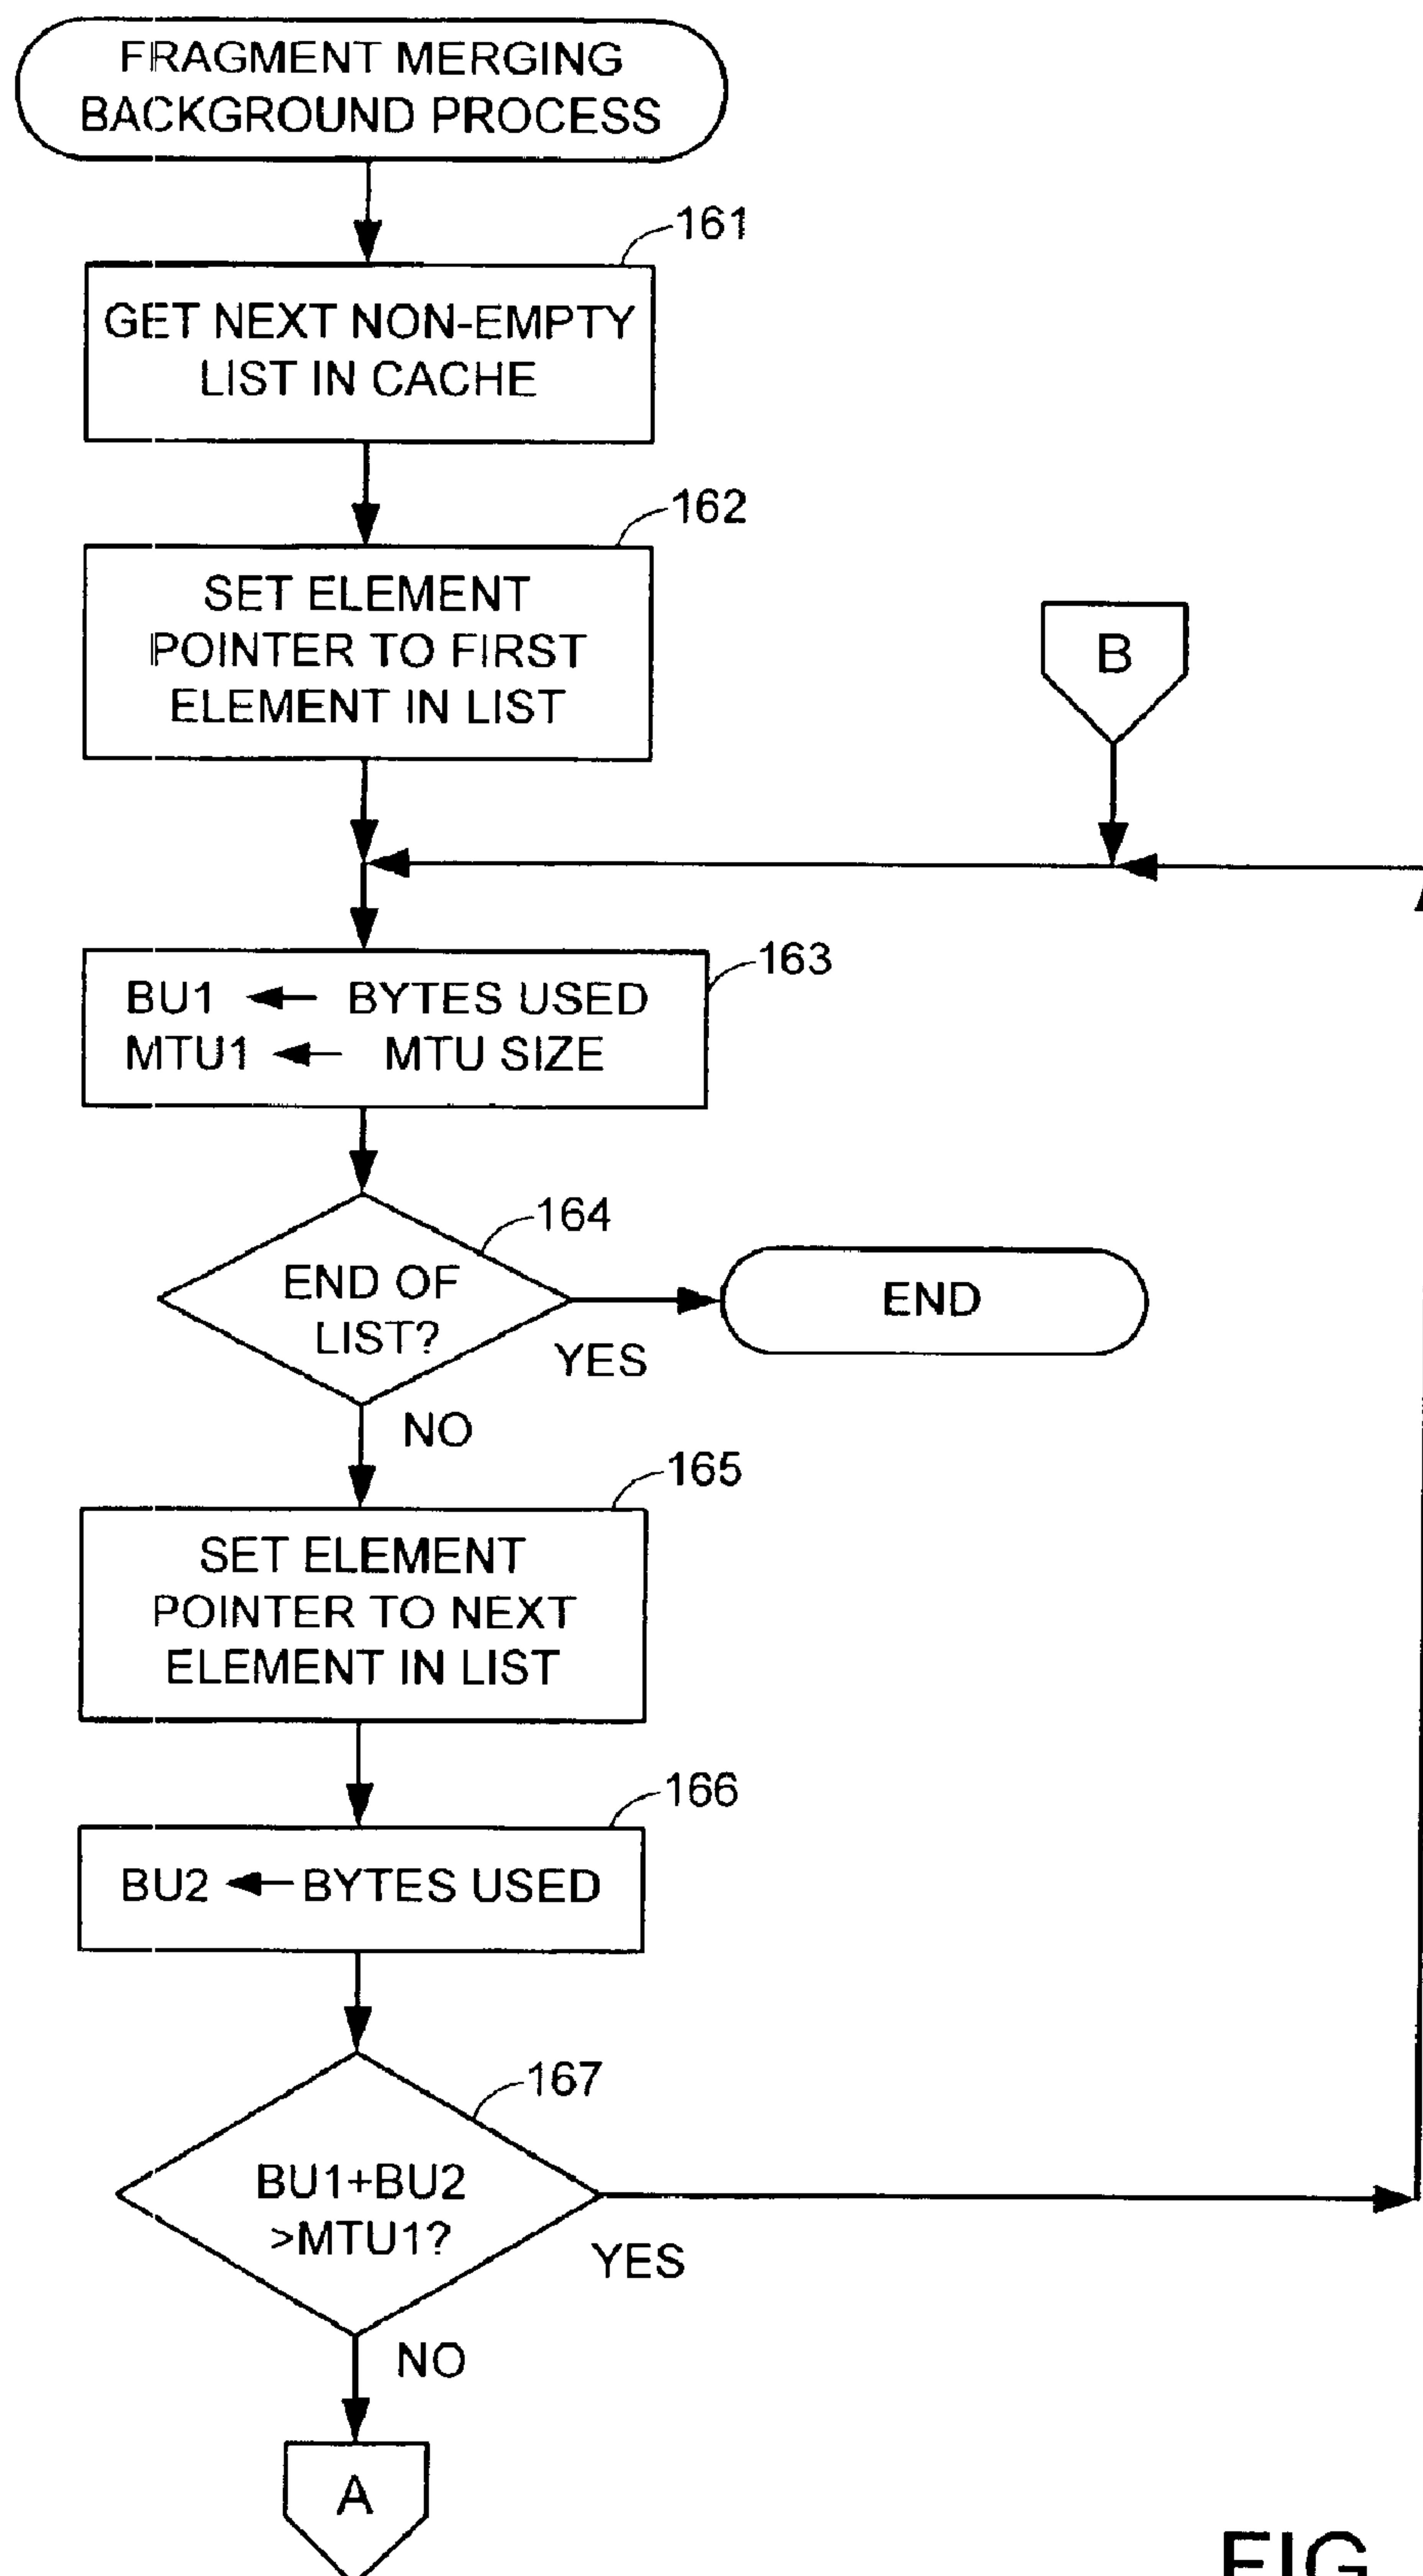 FRAGMENT MERGING
BACKGROUND PROCESS
161
GET NEXT NON-EMPTY
LIST IN CACHE
162
SET ELEMENT
POINTER TO FIRST
ELEMENT IN LIST
B
163
BU1 ← BYTES USED
MTU1 ← MTU SIZE
164
END OF
LIST?
YES
END
NO
165
SET ELEMENT
POINTER TO NEXT
ELEMENT IN LIST
166
BU2 ← BYTES USED
167
BU1+BU2
>MTU1?
YES
NO
A
FIG